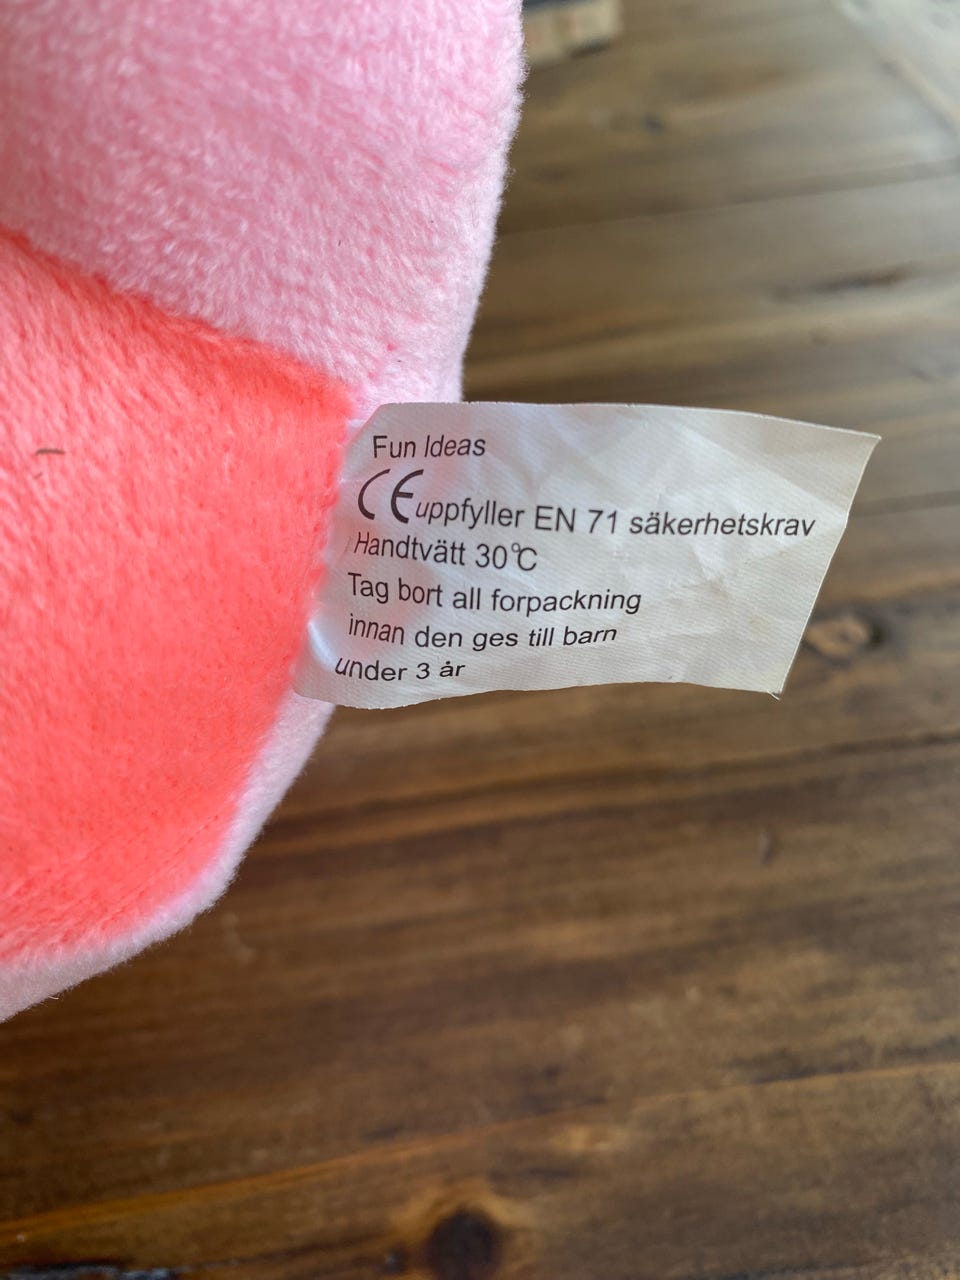 Fun Ideas
CE uppfyller EN 71 säkerhetskrav
Handtvätt 30℃
Tag bort all forpackning
innan den ges till barn
under 3 år